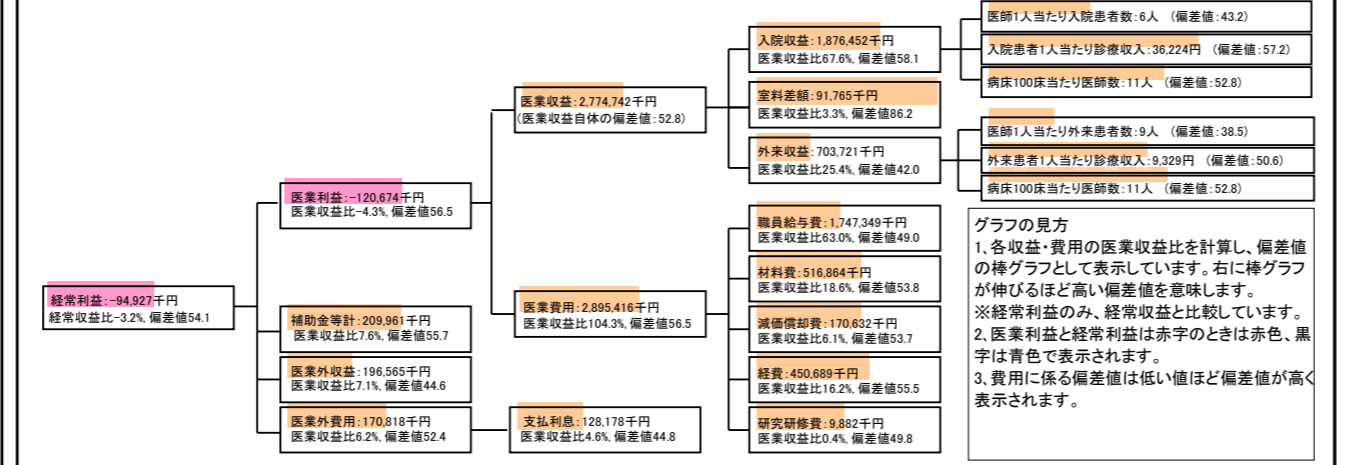 経常利益:-94,927千円
経常収益比-3.2%, 偏差値54.1
医業利益:-120,674千円
医業収益比-4.3%, 偏差値56.5
補助金等計:209,961千円
医業収益比7.6%, 偏差値55.7
医業外収益:196,565千円
医業収益比7.1%, 偏差値44.6
医業外費用:170,818千円
医業収益比6.2%, 偏差値52.4
支払利息:128,178千円
医業収益比4.6%, 偏差値44.8
医業収益:2,774,742千円
(医業収益自体の偏差値:52.8)
医業費用:2,895,416千円
医業収益比104.3%, 偏差値56.5
入院収益:1,876,452千円
医業収益比67.6%, 偏差値58.1
室料差額:91,765千円
医業収益比3.3%, 偏差値86.2
外来収益:703,721千円
医業収益比25.4%, 偏差値42.0
職員給与費:1,747,349千円
医業収益比63.0%, 偏差値49.0
材料費:516,864千円
医業収益比18.6%, 偏差値53.8
減価償却費:170,632千円
医業収益比6.1%, 偏差値53.7
経費:450,689千円
医業収益比16.2%, 偏差値55.5
研究研修費:9,882千円
医業収益比0.4%, 偏差値49.8
医師1人当たり入院患者数:6人 (偏差値:43.2)
入院患者1人当たり診療収入:36,224円 (偏差値:57.2)
病床100床当たり医師数:11人 (偏差値:52.8)
医師1人当たり外来患者数:9人 (偏差値:38.5)
外来患者1人当たり診療収入:9,329円 (偏差値:50.6)
病床100床当たり医師数:11人 (偏差値:52.8)
グラフの見方
1、各収益・費用の医業収益比を計算し、偏差値
の棒グラフとして表示しています。右に棒グラフ
が伸びるほど高い偏差値を意味します。
※経常利益のみ、経常収益と比較しています。
2、医業利益と経常利益は赤字のときは赤色、黒
字は青色で表示されます。
3、費用に係る偏差値は低い値ほど偏差値が高く
表示されます。